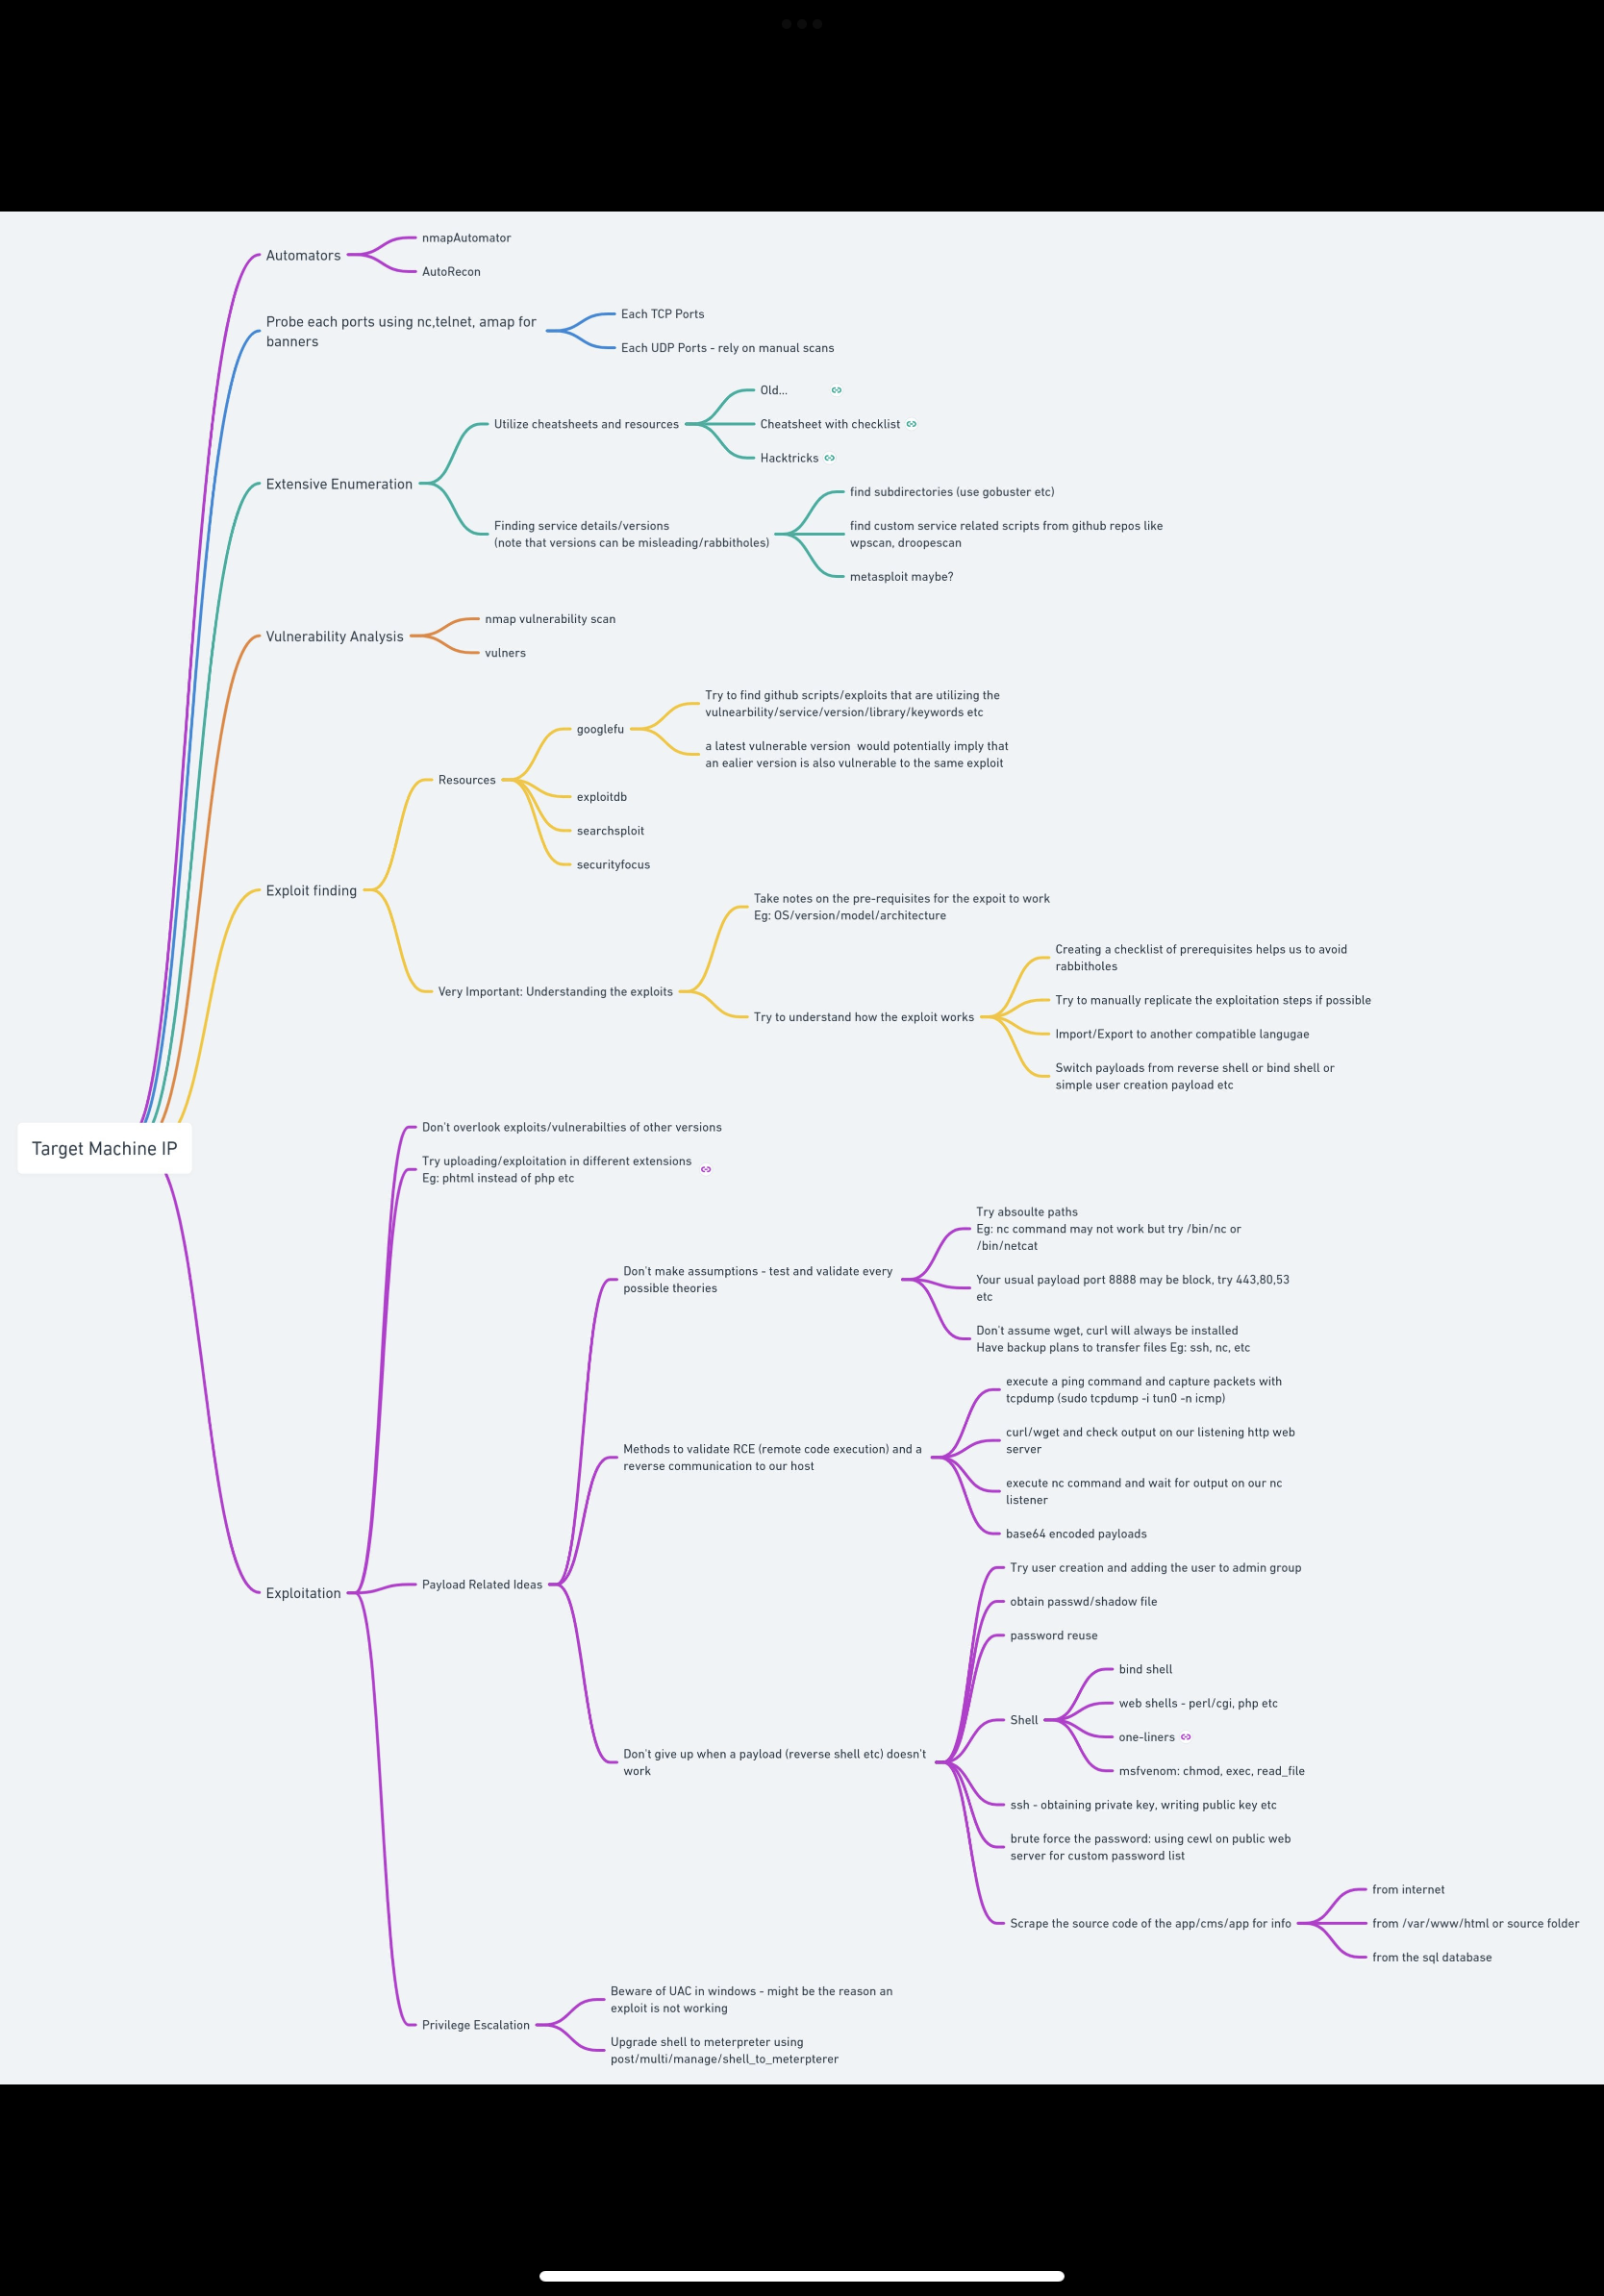 Automators
nmapAutomator
AutoRecon
Probe each ports using nc,telnet, amap for
banners
Each TCP Ports
Each UDP Ports - rely on manual scans
Extensive Enumeration
Utilize cheatsheets and resources
Old...
Cheatsheet with checklist
Hacktricks
Finding service details/versions
(note that versions can be misleading/rabbitholes)
find subdirectories (use gobuster etc)
find custom service related scripts from github repos like
wpscan, droopescan
metasploit maybe?
Vulnerability Analysis
nmap vulnerability scan
vulners
Exploit finding
Resources
googlefu
Try to find github scripts/exploits that are utilizing the
vulnearbility/service/version/library/keywords etc
a latest vulnerable version  would potentially imply that
an ealier version is also vulnerable to the same exploit
exploitdb
searchsploit
securityfocus
Very Important: Understanding the exploits
Take notes on the pre-requisites for the expoit to work
Eg: OS/version/model/architecture
Try to understand how the exploit works
Creating a checklist of prerequisites helps us to avoid
rabbitholes
Try to manually replicate the exploitation steps if possible
Import/Export to another compatible langugae
Switch payloads from reverse shell or bind shell or
simple user creation payload etc
Target Machine IP
Exploitation
Don't overlook exploits/vulnerabilties of other versions
Try uploading/exploitation in different extensions
Eg: phtml instead of php etc
Payload Related Ideas
Don't make assumptions - test and validate every
possible theories
Try absoulte paths
Eg: nc command may not work but try /bin/nc or
/bin/netcat
Your usual payload port 8888 may be block, try 443,80,53
etc
Don't assume wget, curl will always be installed
Have backup plans to transfer files Eg: ssh, nc, etc
Methods to validate RCE (remote code execution) and a
reverse communication to our host
execute a ping command and capture packets with
tcpdump (sudo tcpdump -i tun0 -n icmp)
curl/wget and check output on our listening http web
server
execute nc command and wait for output on our nc
listener
base64 encoded payloads
Don't give up when a payload (reverse shell etc) doesn't
work
Try user creation and adding the user to admin group
obtain passwd/shadow file
password reuse
Shell
bind shell
web shells - perl/cgi, php etc
one-liners
msfvenom: chmod, exec, read_file
ssh - obtaining private key, writing public key etc
brute force the password: using cewl on public web
server for custom password list
Scrape the source code of the app/cms/app for info
from internet
from /var/www/html or source folder
from the sql database
Privilege Escalation
Beware of UAC in windows - might be the reason an
exploit is not working
Upgrade shell to meterpreter using
post/multi/manage/shell_to_meterpterer